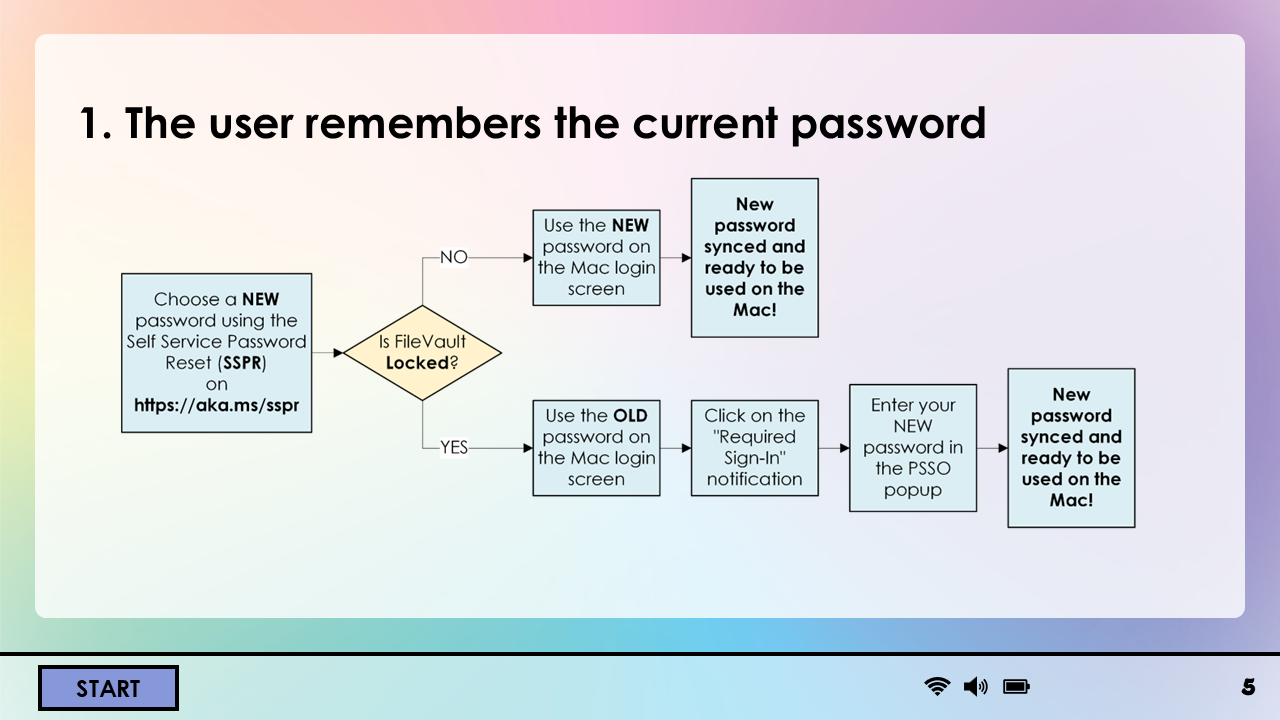 1. The user remembers the current password
Choose a NEW
password using the
Self Service Password
Reset (SSPR)
on
https://aka.ms/sspr
Is FileVault
Locked?
NO
Use the NEW
password on
the Mac login
screen
New
password
synced and
ready to be
used on the
Mac!
YES
Use the OLD
password on
the Mac login
screen
Click on the
"Required
Sign-In"
notification
Enter your
NEW
password in
the PSSO
popup
New
password
synced and
ready to be
used on the
Mac!
START
5